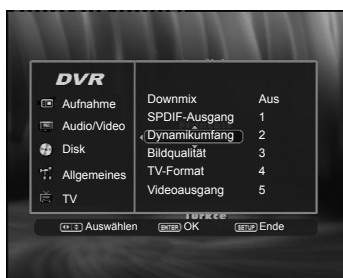 DVR
Aufnahme
Audio/Video
Disk
Allgemeines
TV
Downmix Aus
SPDIF-Ausgang 1
Dynamikumfang 2
Bildqualität 3
TV-Format 4
Videoausgang 5
Türkçe
Auswählen ENTER OK SETUP Ende